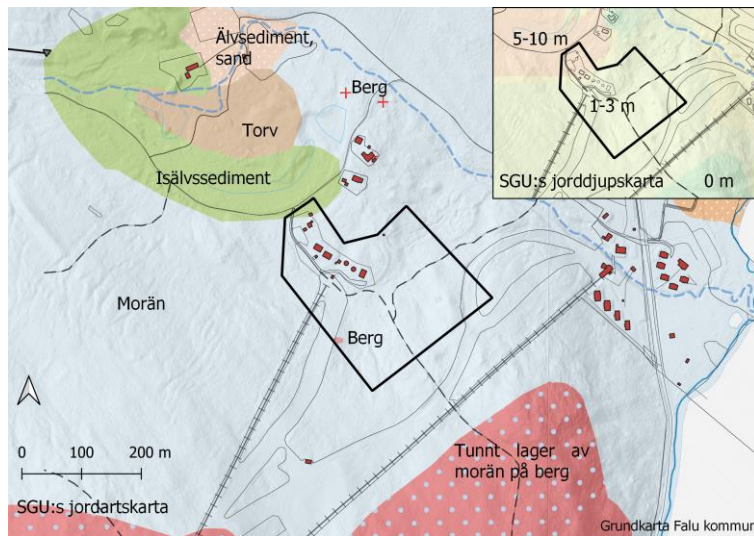 Älvsediment,
sand
5-10 m
Berg
1-3 m
Torv
Isälvssediment
SGU:s jorddjupskarta
0 m
Morän
Berg
0
100
200 m
Tunnt lager av
morän på berg
SGU:s jordartskarta
Grundkarta Falu kommun